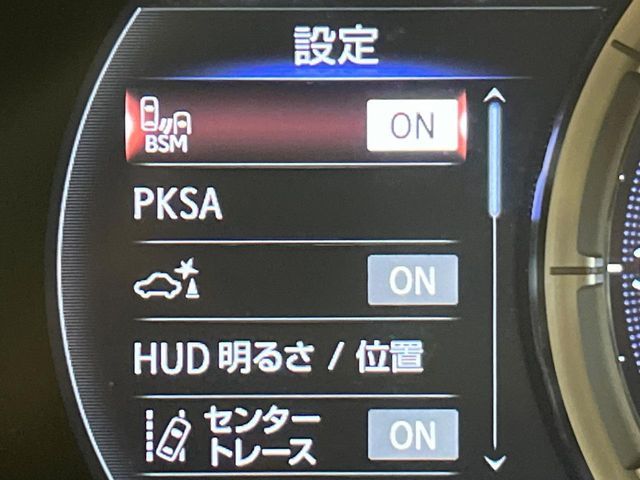 設定
BSM
ON
PKSA
ON
HUD 明るさ / 位置
センター
トレース
ON